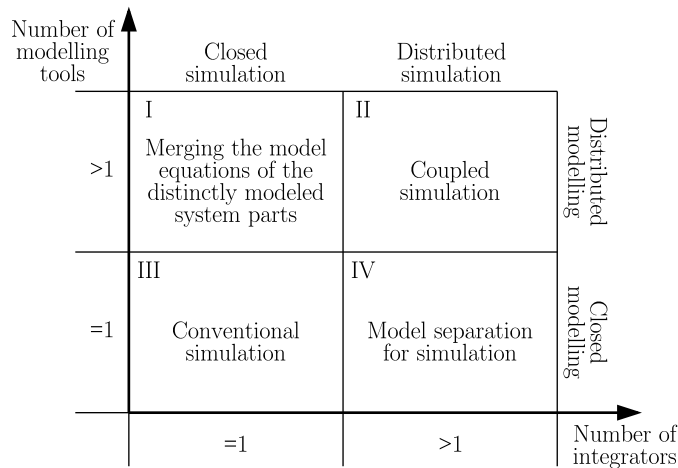 Number of
modelling
tools
Closed
simulation
Distributed
simulation
I
II
>1
Merging the model
equations of the
distinctly modeled
system parts
Coupled
simulation
Distributed
modelling
III
IV
=1
Conventional
simulation
Model separation
for simulation
Closed
modelling
=1
>1
Number of
integrators